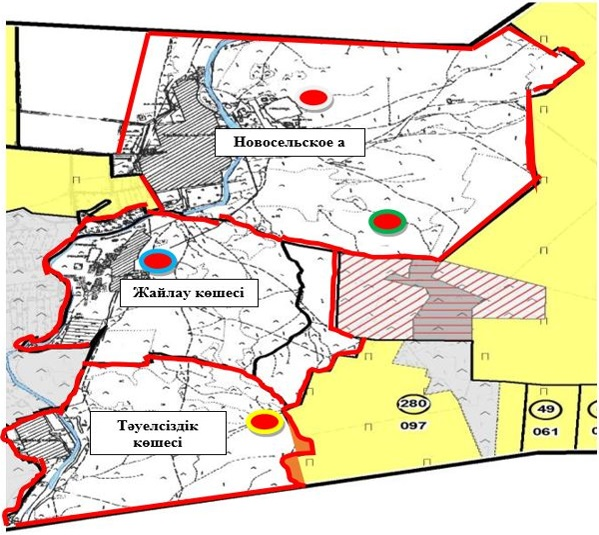 Новосельское а
Жайлау көшесі
Тәуелсіздік
көшесі
280
097
49
061